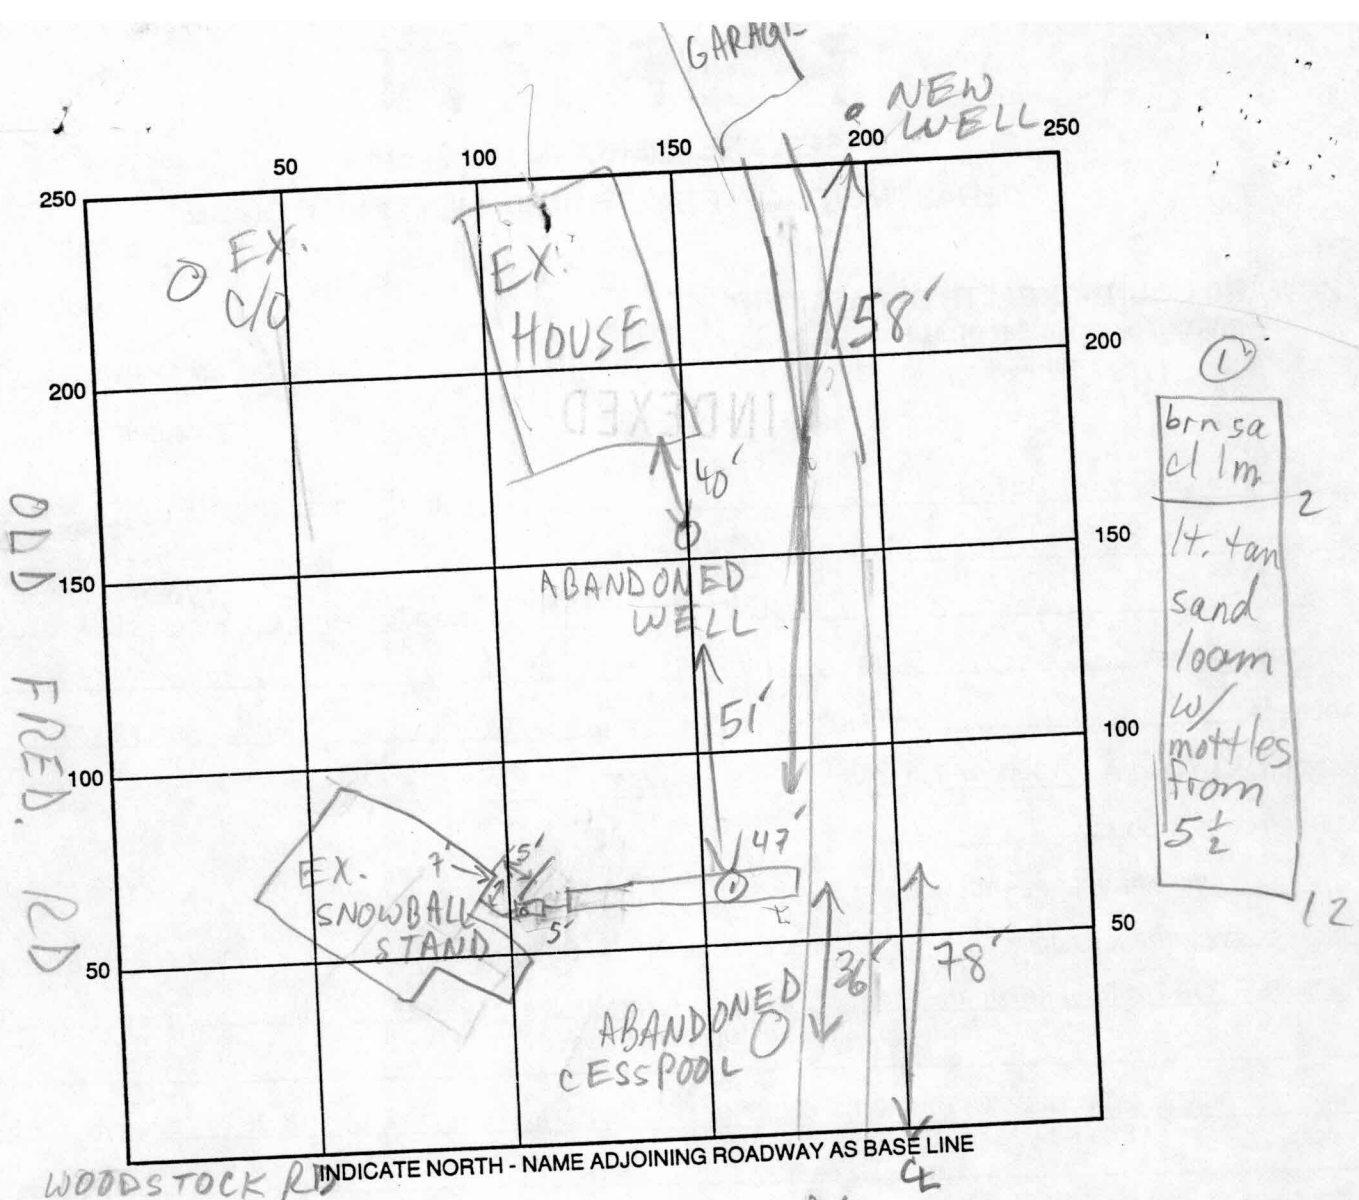 GARAGE
NEW
WELL
50
100
150
200
250
250
EX.
C/O
EX.
HOUSE
158'
200
200
INDEXED
40'
150
150
ABANDONED
WELL
51'
100
100
47'
7'
5'
EX.
SNOWBALL
STAND
5'
50
50
36'
78'
ABANDONED
CESSPOOL
OLD FRED. RD
1
brn sa
cl lm
2
lt. tan
sand
loam
w/
mottles
from
5 1/2
12
INDICATE NORTH - NAME ADJOINING ROADWAY AS BASE LINE
WOODSTOCK RD
CL